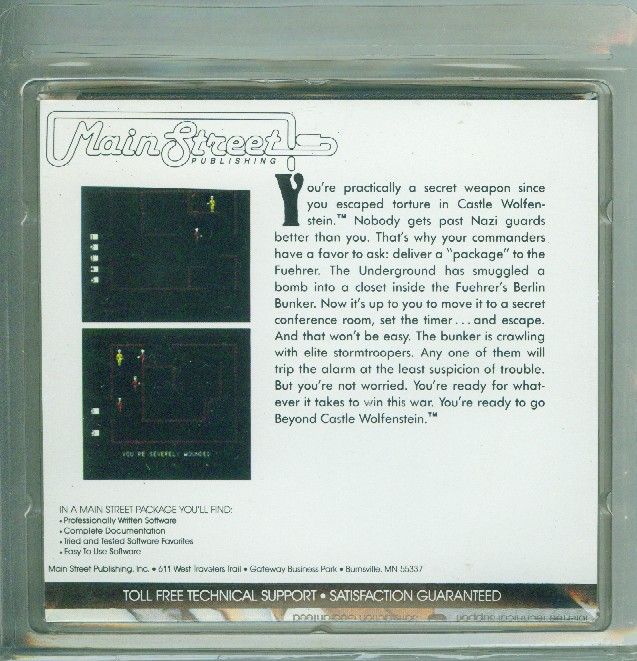 Main Street
PUBLISHING
You're practically a secret weapon since
you escaped torture in Castle Wolfen-
stein.™ Nobody gets past Nazi guards
better than you. That's why your commanders
have a favor to ask: deliver a "package" to the
Fuehrer. The Underground has smuggled a
bomb into a closet inside the Fuehrer's Berlin
Bunker. Now it's up to you to move it to a secret
conference room, set the timer...and escape.
And that won't be easy. The bunker is crawling
with elite stormtroopers. Any one of them will
trip the alarm at the least suspicion of trouble.
But you're not worried. You're ready for what-
ever it takes to win this war. You're ready to go
Beyond Castle Wolfenstein.™
YOU'RE SEVERELY WOUNDED
IN A MAIN STREET PACKAGE YOU'LL FIND:
• Professionally Written Software
• Complete Documentation
• Tried and Tested Software Favorites
• Easy To Use Software
Main Street Publishing, Inc. • 611 West Travelers Trail • Gateway Business Park • Burnsville, MN 55337
TOLL FREE TECHNICAL SUPPORT • SATISFACTION GUARANTEED